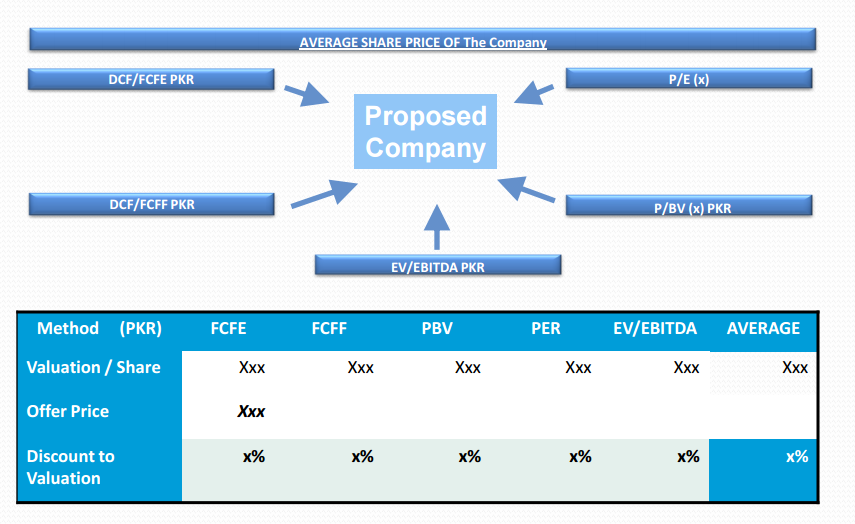 AVERAGE SHARE PRICE OF The Company
DCF/FCFE PKR
P/E (x)
Proposed
Company
DCF/FCFF PKR
P/BV (x) PKR
EV/EBITDA PKR
Method (PKR) FCFE FCFF PBV PER EV/EBITDA AVERAGE
Valuation / Share Xxx Xxx Xxx Xxx Xxx Xxx
Offer Price Xxx
Discount to x% x% x% x% x% x%
Valuation